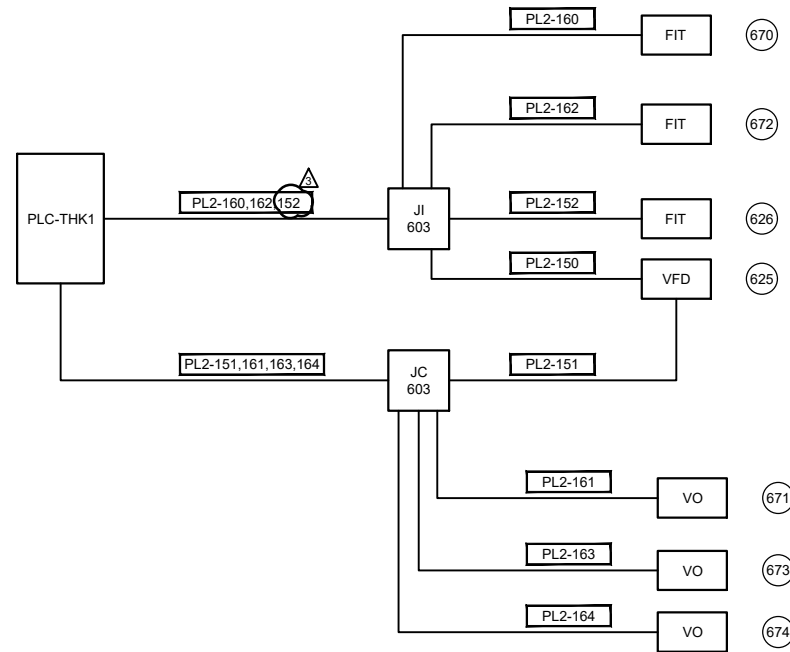 PL2-160
FIT
670
PL2-162
FIT
672
3
PL2-160,162,152
PLC-THK1
JI
603
PL2-152
FIT
626
PL2-150
VFD
625
PL2-151,161,163,164
JC
603
PL2-151
PL2-161
VO
671
PL2-163
VO
673
PL2-164
VO
674